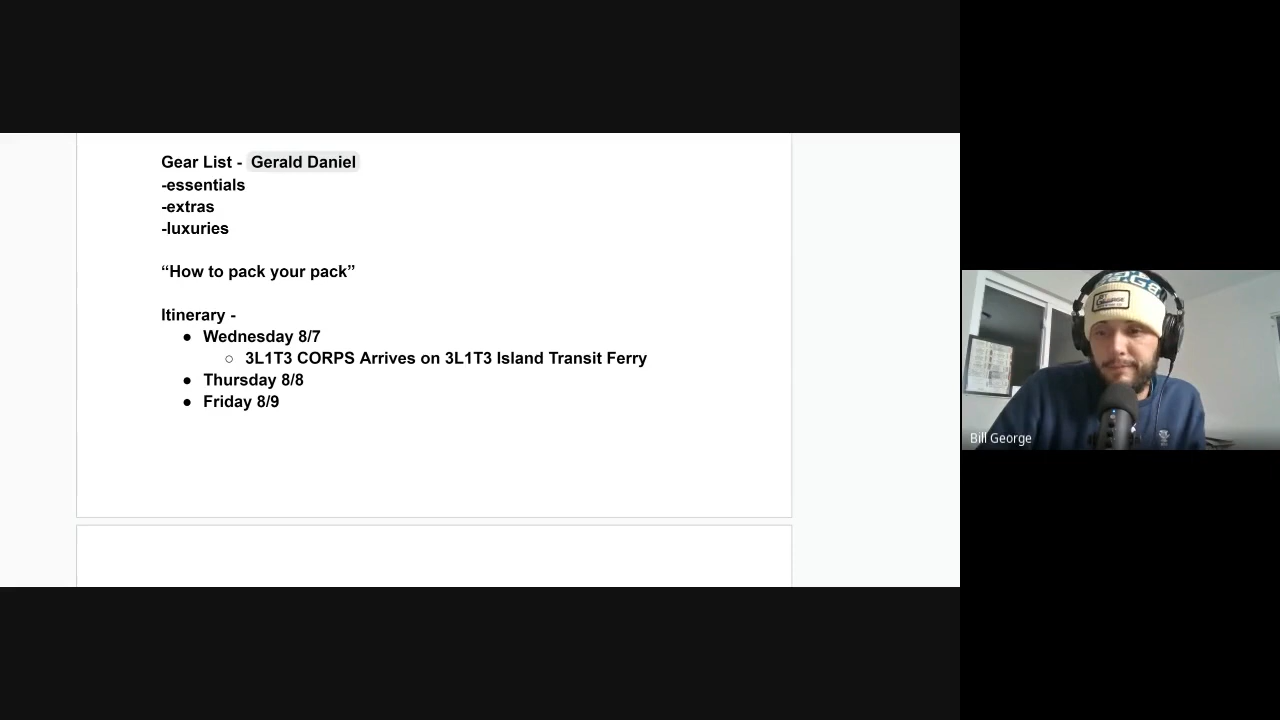 Gear List - Gerald Daniel
-essentials
-extras
-luxuries
“How to pack your pack”
Itinerary -
● Wednesday 8/7
○ 3L1T3 CORPS Arrives on 3L1T3 Island Transit Ferry
● Thursday 8/8
● Friday 8/9
Bill George